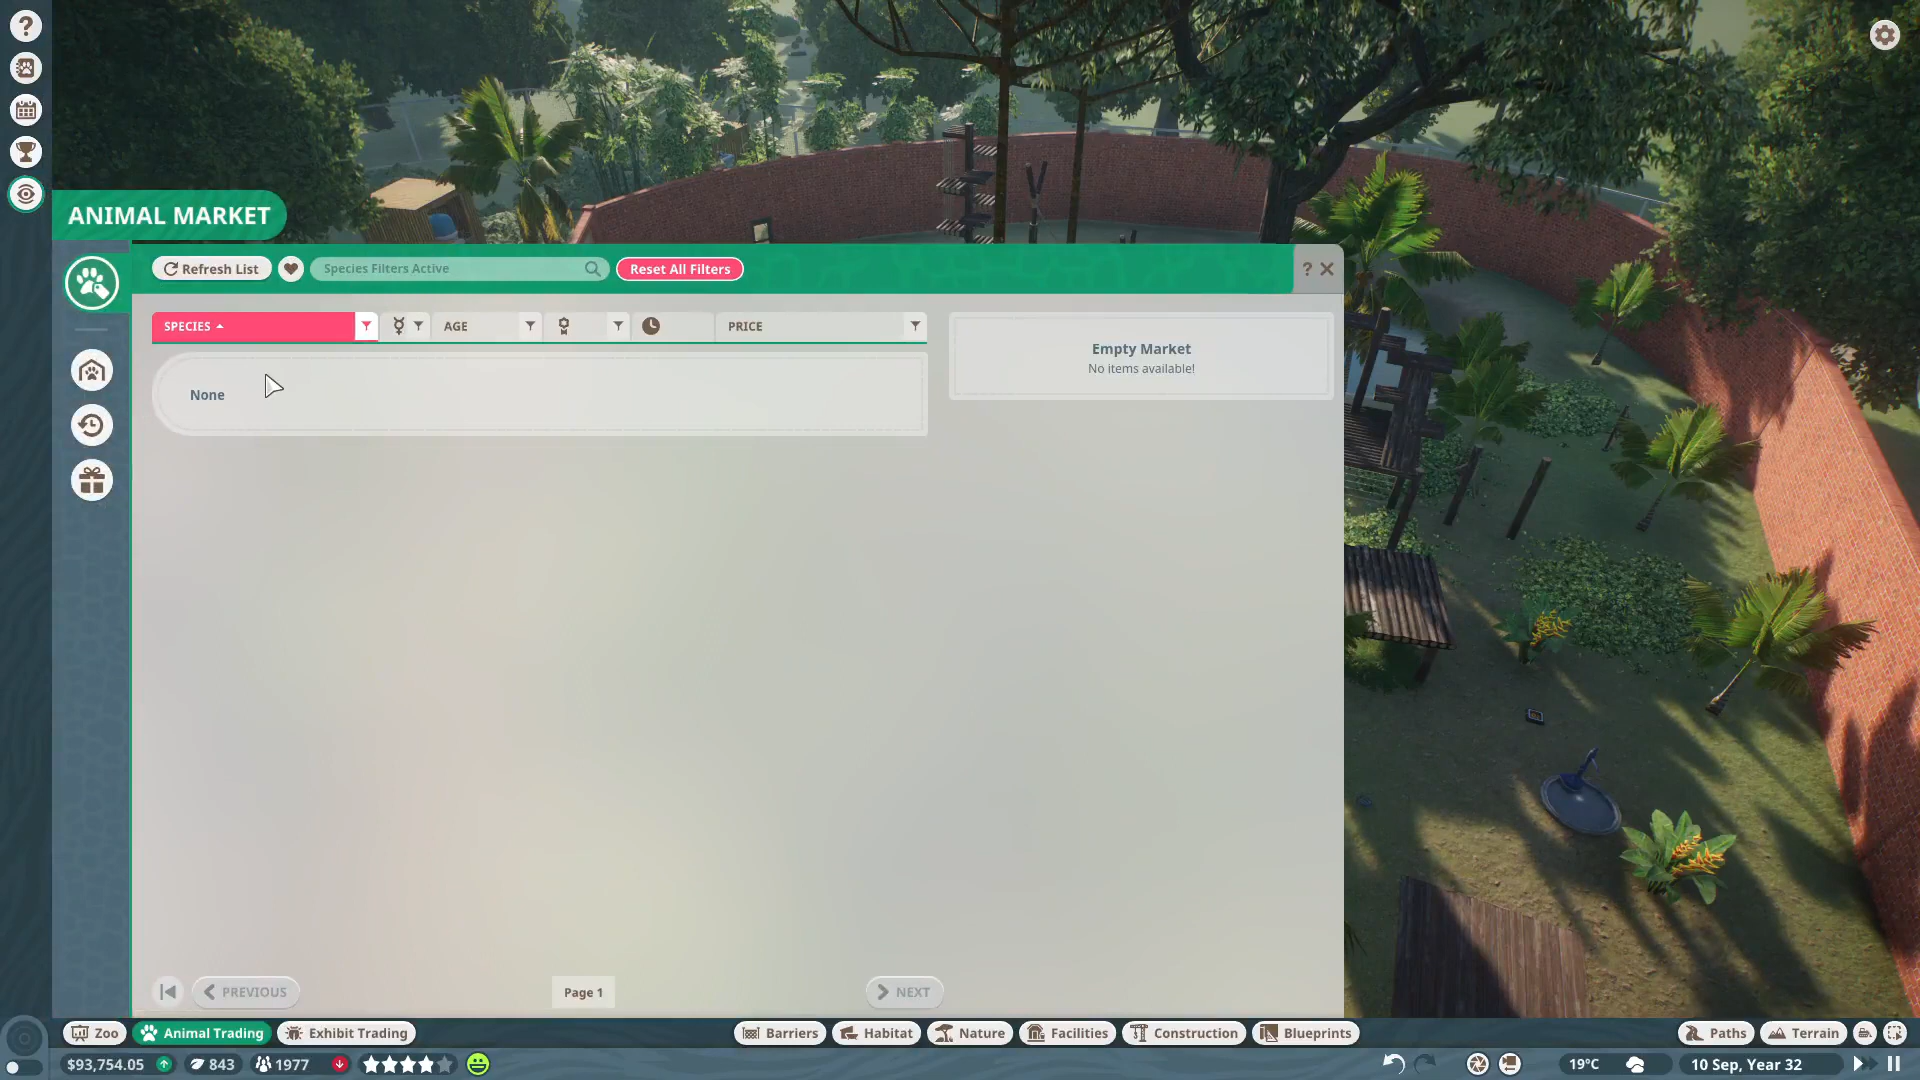 ANIMAL MARKET
Refresh List
Species Filters Active
Reset All Filters
?
SPECIES
AGE
PRICE
None
Empty Market
No items available!
PREVIOUS
Page 1
NEXT
Zoo
Animal Trading
Exhibit Trading
Barriers
Habitat
Nature
Facilities
Construction
Blueprints
Paths
Terrain
$93,754.05
843
1977
19°C
10 Sep, Year 32